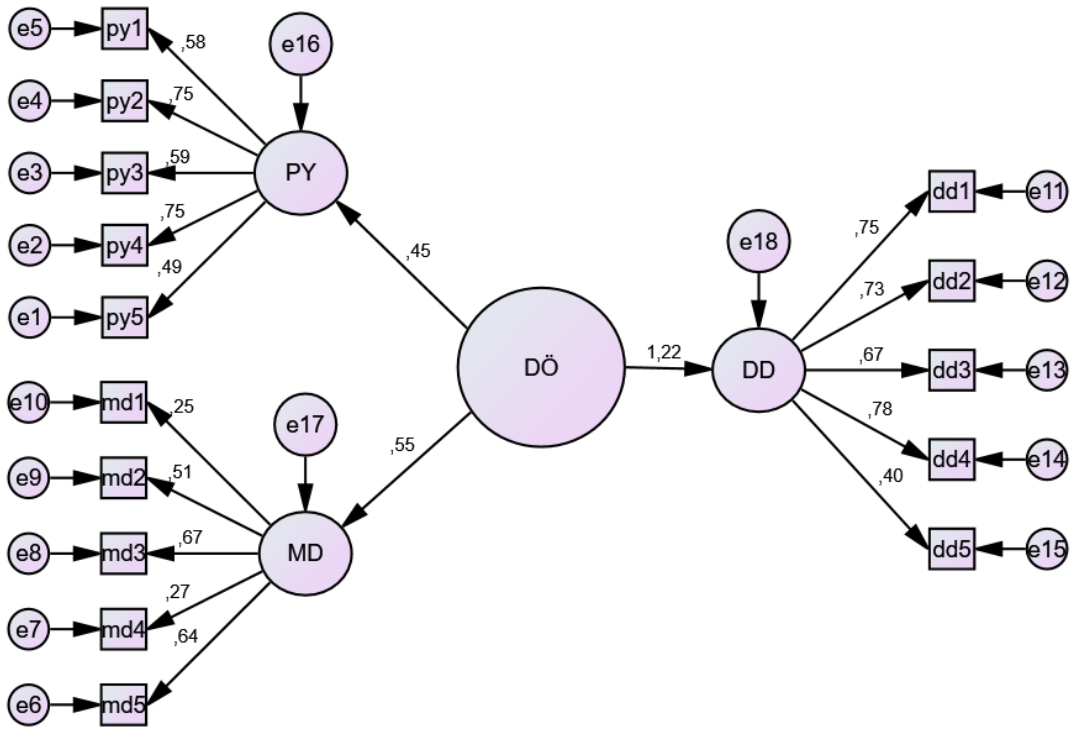 e5
py1
,58
e16
e4
py2
,75
e3
py3
,59
PY
e2
py4
,75
e1
py5
,49
,45
e10
md1
,25
e17
e9
md2
,51
,55
e8
md3
,67
MD
e7
md4
,27
e6
md5
,64
DÖ
1,22
e18
DD
,75
dd1
e11
,73
dd2
e12
,67
dd3
e13
,78
dd4
e14
,40
dd5
e15